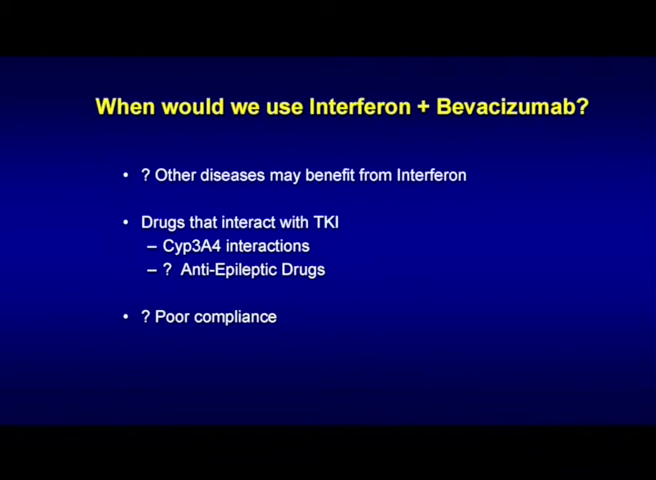 When would we use Interferon + Bevacizumab?
• ? Other diseases may benefit from Interferon
• Drugs that interact with TKI
– Cyp3A4 interactions
– ? Anti-Epileptic Drugs
• ? Poor compliance